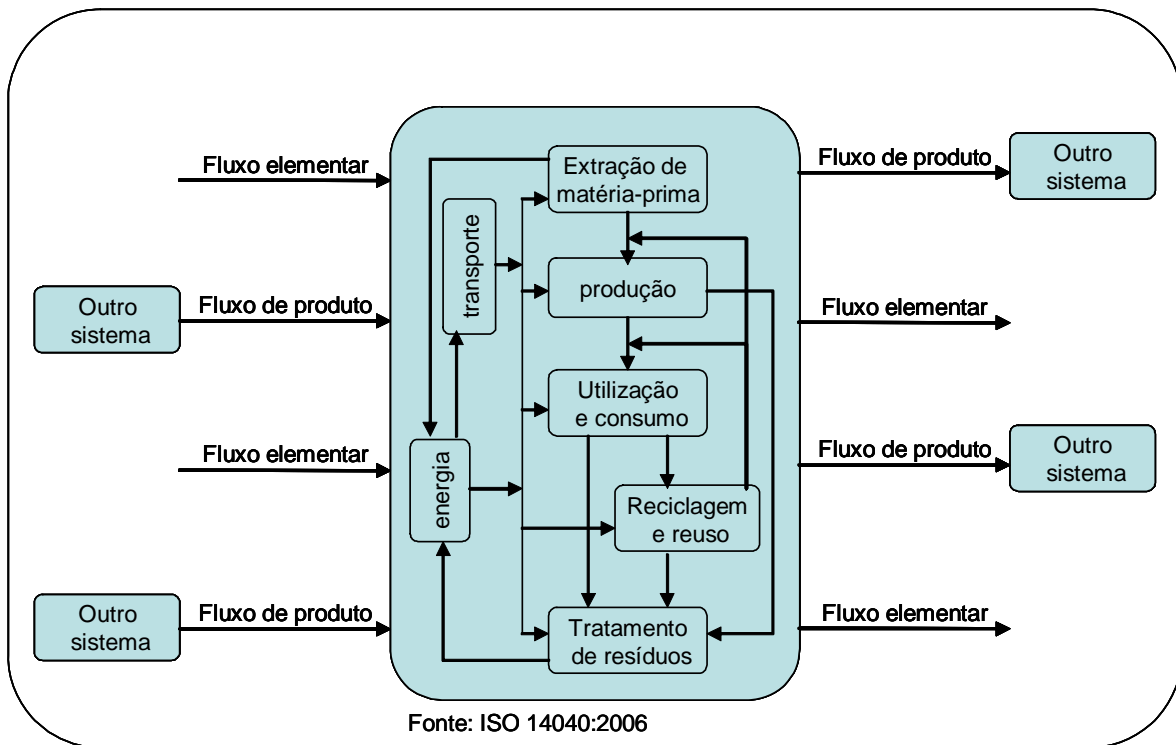 Fluxo elementar
Outro
sistema
Fluxo de produto
Fluxo elementar
Outro
sistema
Fluxo de produto
Extração de
matéria-prima
transporte
produção
Utilização
e consumo
energia
Reciclagem
e reuso
Tratamento
de resíduos
Fluxo de produto
Outro
sistema
Fluxo elementar
Fluxo de produto
Outro
sistema
Fluxo elementar
Fonte: ISO 14040:2006